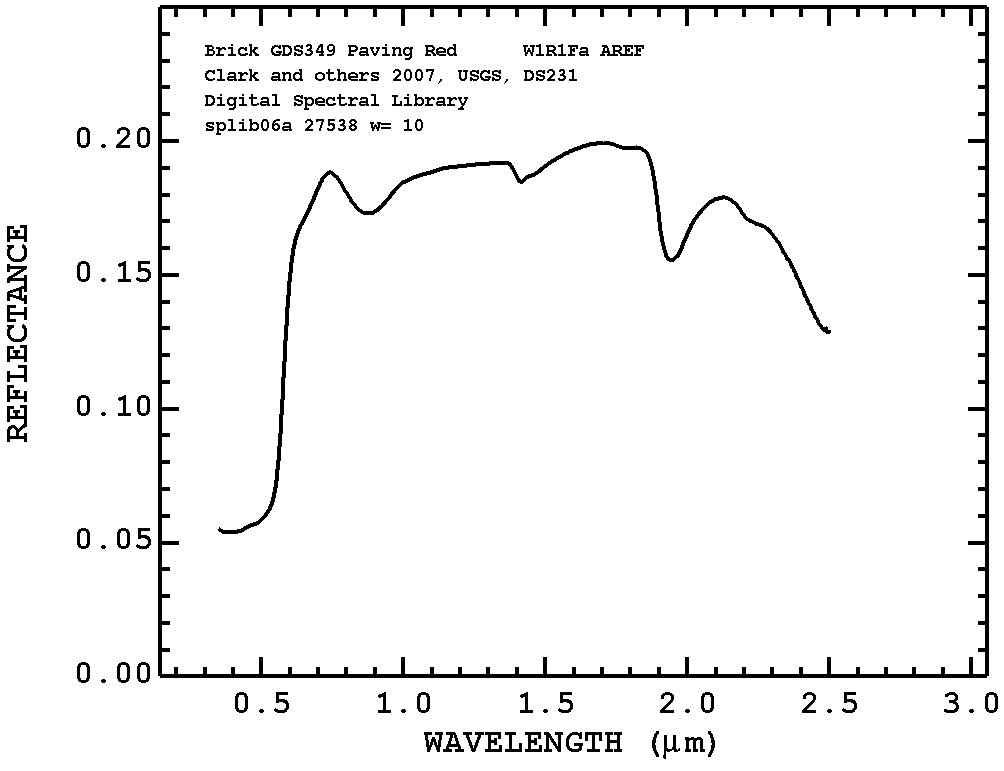 Brick GDS349 Paving Red W1R1Fa AREF
Clark and others 2007, USGS, DS231
Digital Spectral Library
splib06a 27538 w= 10
0.20
0.15
0.10
0.05
0.00
REFLECTANCE
0.5 1.0 1.5 2.0 2.5 3.0
WAVELENGTH (μm)